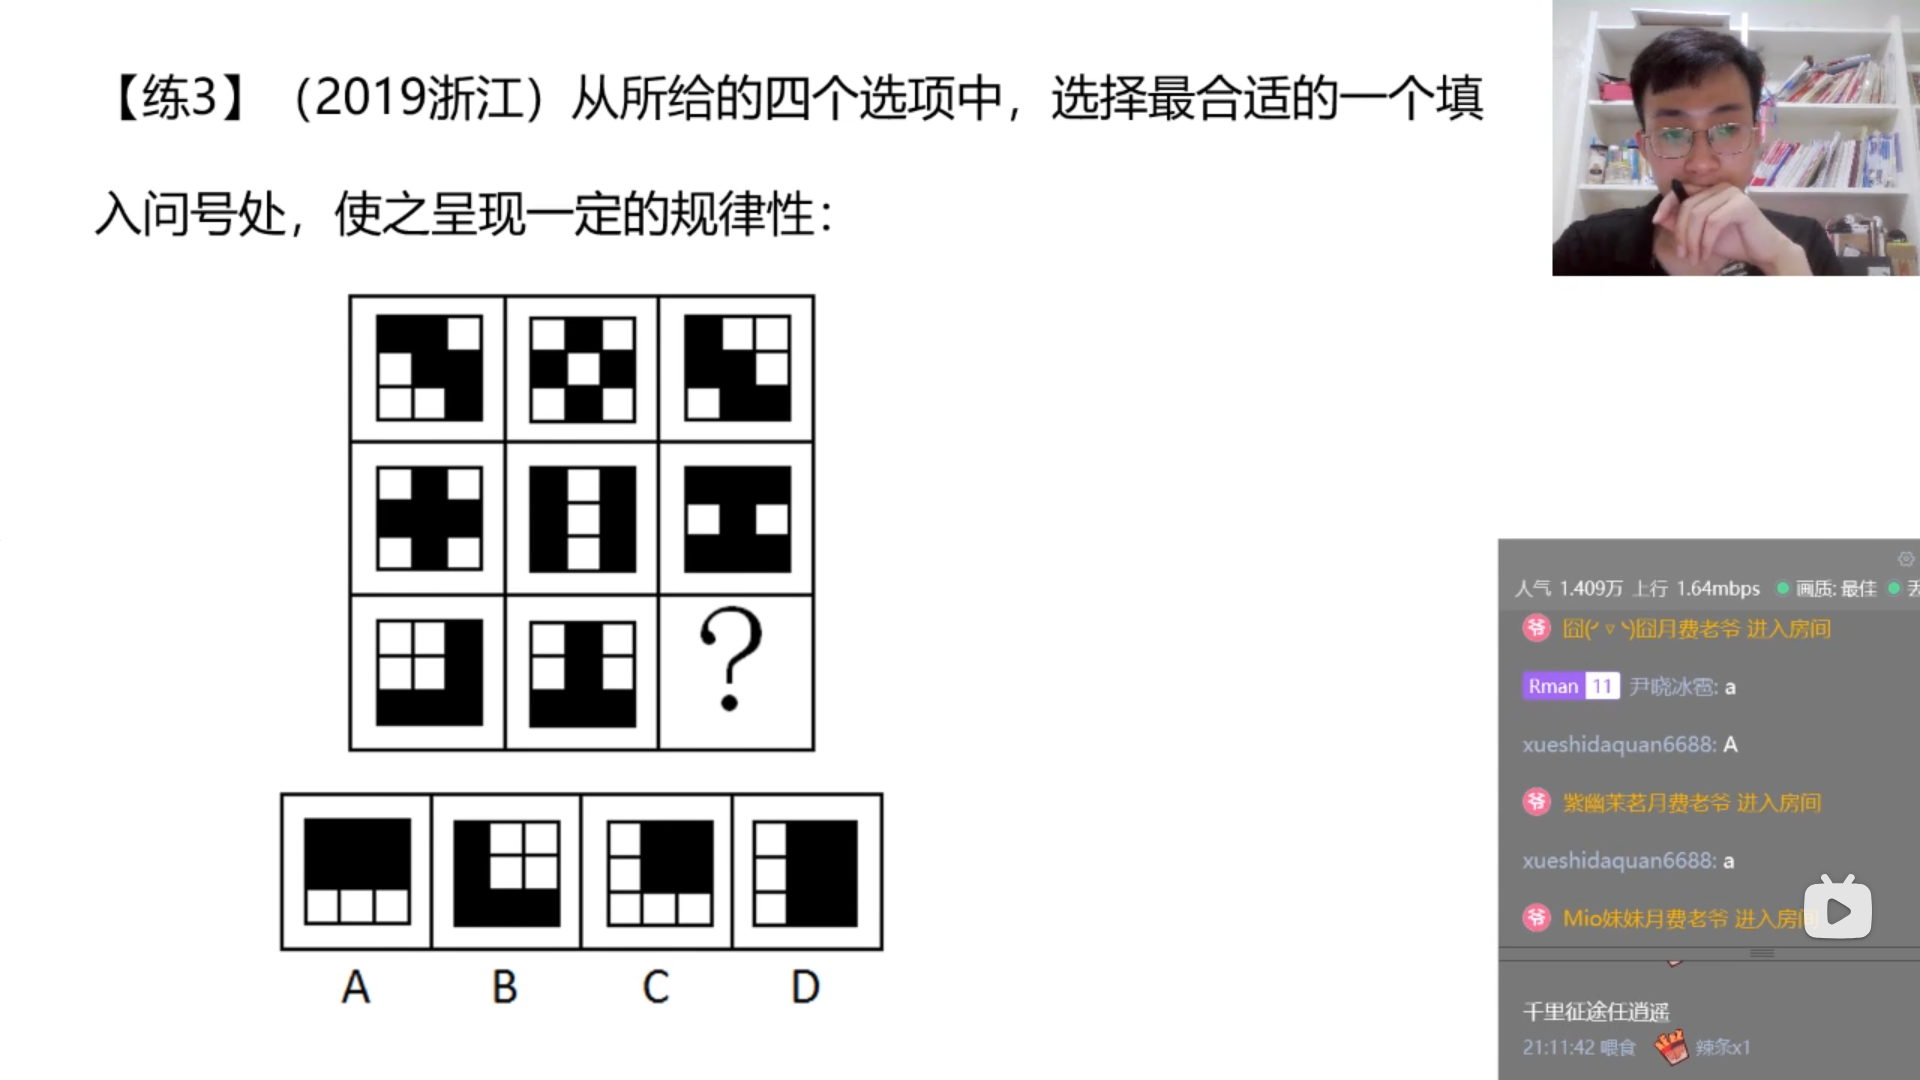 【练3】（2019浙江）从所给的四个选项中，选择最合适的一个填
入问号处，使之呈现一定的规律性：
?
A B C D
人气 1.409万 上行 1.64mbps 画质: 最佳 丢
爷 囧(╯▽╰)囧月费老爷 进入房间
Rman 11 尹晓冰雹: a
xueshidaquan6688: A
爷 紫幽茉茗月费老爷 进入房间
xueshidaquan6688: a
爷 Mio妹妹月费老爷 进入房间
千里征途任逍遥
21:11:42 喂食 辣条x1